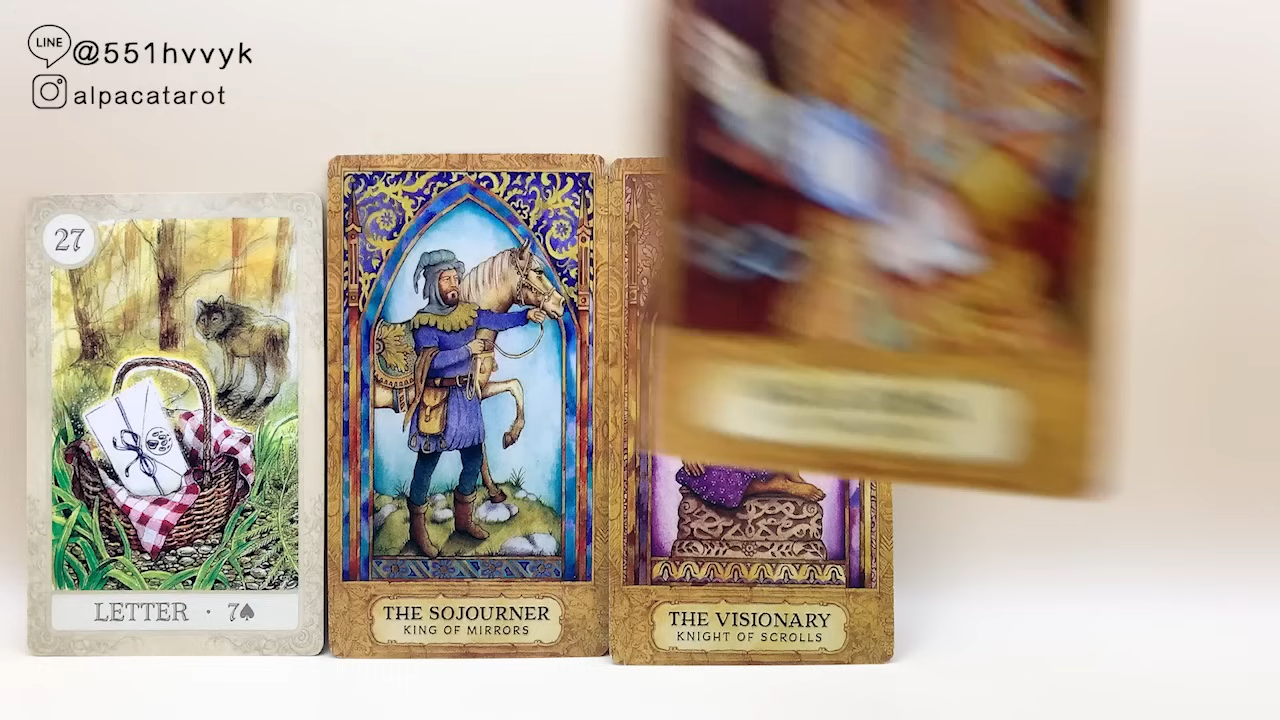 LINE
@551hvvyk
alpacatarot
27
LETTER · 7♠
THE SOJOURNER
KING OF MIRRORS
THE VISIONARY
KNIGHT OF SCROLLS